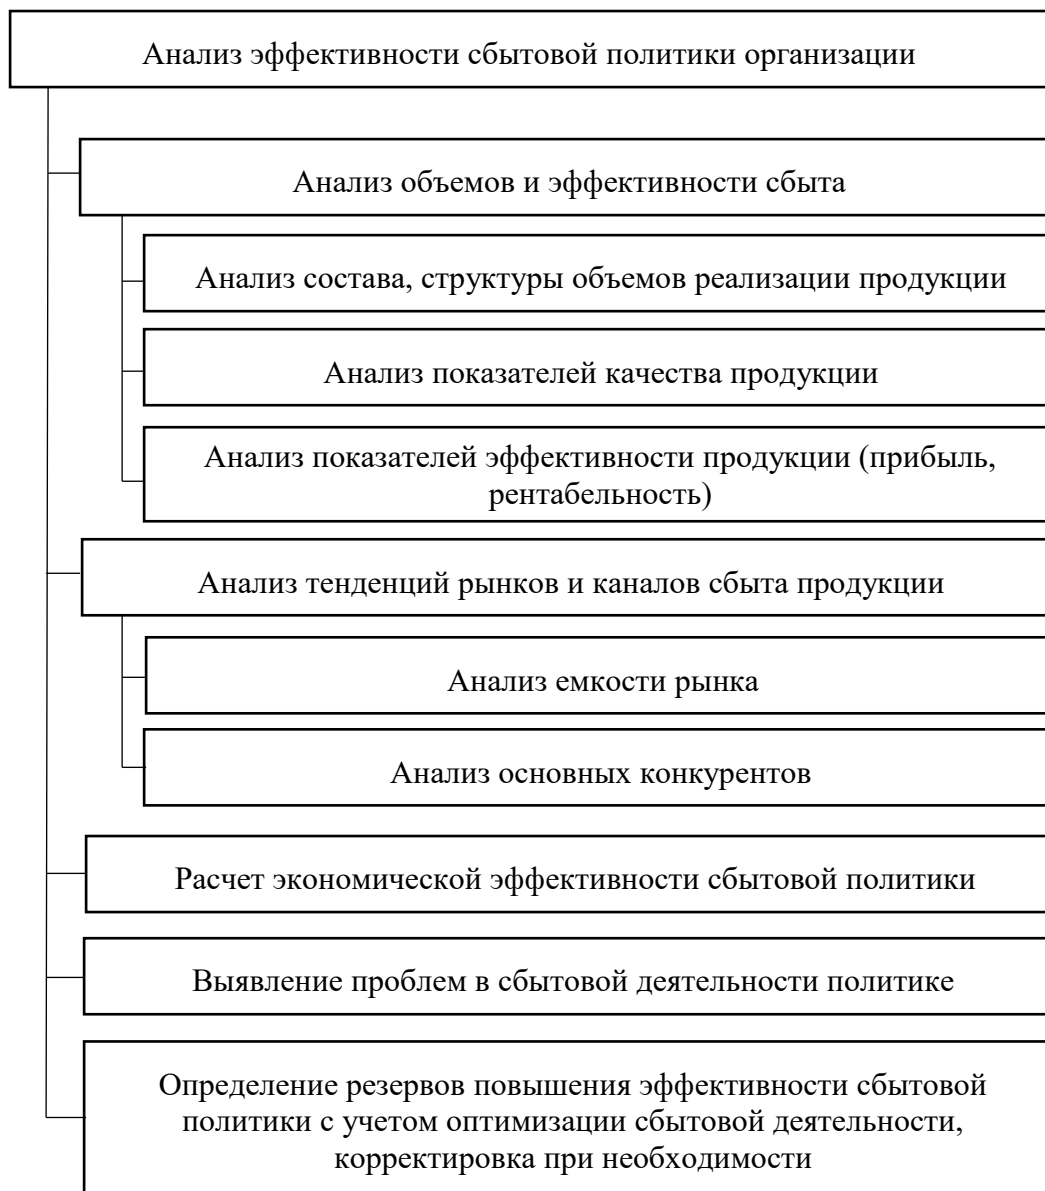 Анализ эффективности сбытовой политики организации
Анализ объемов и эффективности сбыта
Анализ состава, структуры объемов реализации продукции
Анализ показателей качества продукции
Анализ показателей эффективности продукции (прибыль,
рентабельность)
Анализ тенденций рынков и каналов сбыта продукции
Анализ емкости рынка
Анализ основных конкурентов
Расчет экономической эффективности сбытовой политики
Выявление проблем в сбытовой деятельности политике
Определение резервов повышения эффективности сбытовой
политики с учетом оптимизации сбытовой деятельности,
корректировка при необходимости